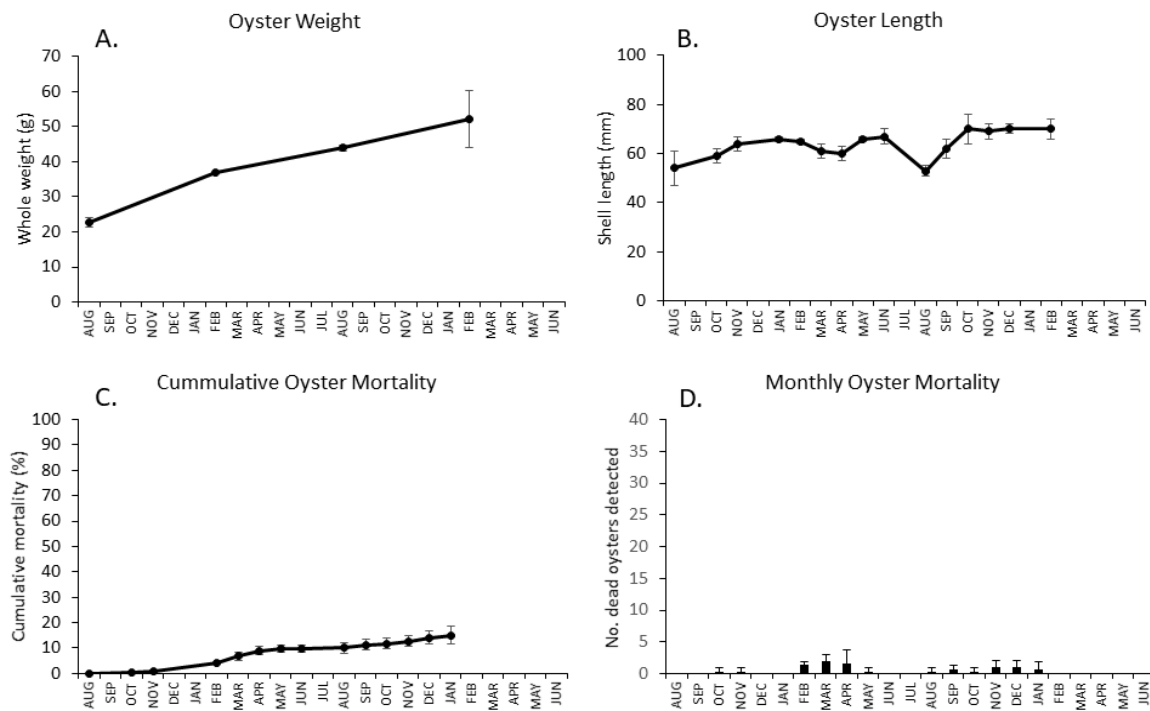 A.
Oyster Weight
Whole weight (g)
70
60
50
40
30
20
10
0
AUG SEP OCT NOV DEC JAN FEB MAR APR MAY JUN JUL AUG SEP OCT NOV DEC JAN FEB MAR APR MAY JUN
B.
Oyster Length
Shell length (mm)
100
80
60
40
20
0
AUG SEP OCT NOV DEC JAN FEB MAR APR MAY JUN JUL AUG SEP OCT NOV DEC JAN FEB MAR APR MAY JUN
C.
Cummulative Oyster Mortality
Cumulative mortality (%)
100
90
80
70
60
50
40
30
20
10
0
AUG SEP OCT NOV DEC JAN FEB MAR APR MAY JUN JUL AUG SEP OCT NOV DEC JAN FEB MAR APR MAY JUN
D.
Monthly Oyster Mortality
No. dead oysters detected
40
35
30
25
20
15
10
5
0
AUG SEP OCT NOV DEC JAN FEB MAR APR MAY JUN JUL AUG SEP OCT NOV DEC JAN FEB MAR APR MAY JUN